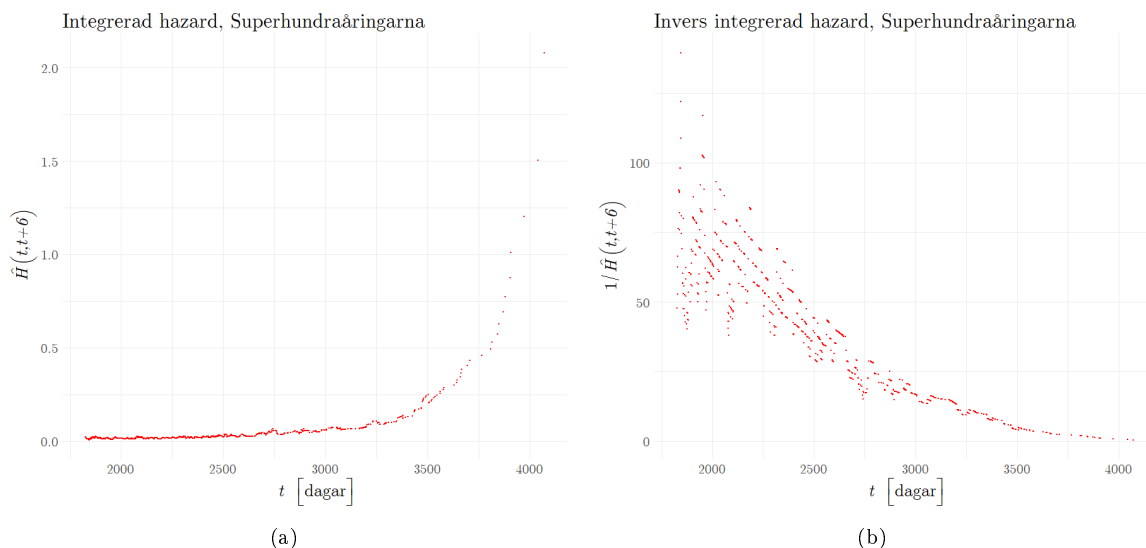 Integrerad hazard, Superhundraåringarna
2.0
1.5
1.0
0.5
0.0
Ĥ(t,t+6)
2000 2500 3000 3500 4000
t [dagar]
(a)
Invers integrerad hazard, Superhundraåringarna
100
50
0
1/Ĥ(t,t+6)
2000 2500 3000 3500 4000
t [dagar]
(b)